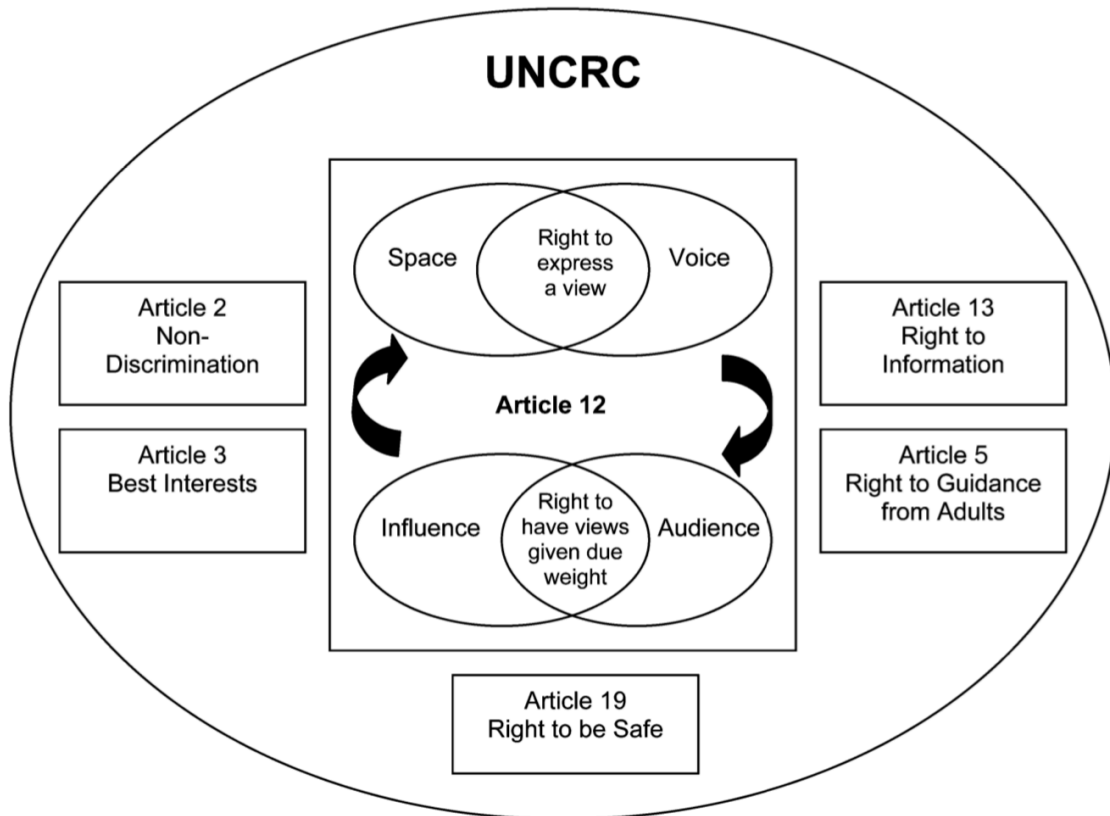 UNCRC
Space
Right to
express
a view
Voice
Article 2
Non-
Discrimination
Article 13
Right to
Information
Article 12
Article 3
Best Interests
Article 5
Right to Guidance
from Adults
Influence
Right to
have views
given due
weight
Audience
Article 19
Right to be Safe